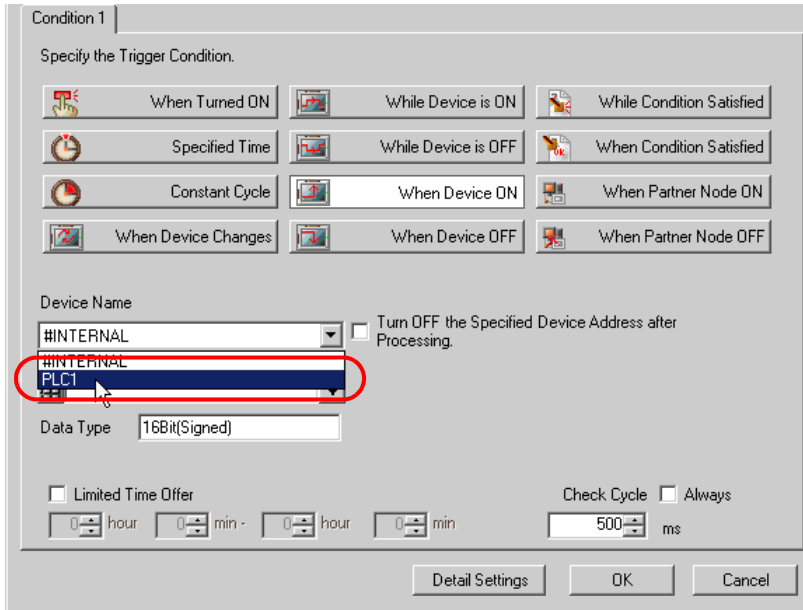 Condition 1
Specify the Trigger Condition.
When Turned ON
While Device is ON
While Condition Satisfied
Specified Time
While Device is OFF
When Condition Satisfied
Constant Cycle
When Device ON
When Partner Node ON
When Device Changes
When Device OFF
When Partner Node OFF
Device Name
#INTERNAL
Turn OFF the Specified Device Address after
Processing.
#INTERNAL
PLC1
Data Type 16Bit(Signed)
Limited Time Offer
Check Cycle Always
0 hour 0 min - 0 hour 0 min
500 ms
Detail Settings OK Cancel